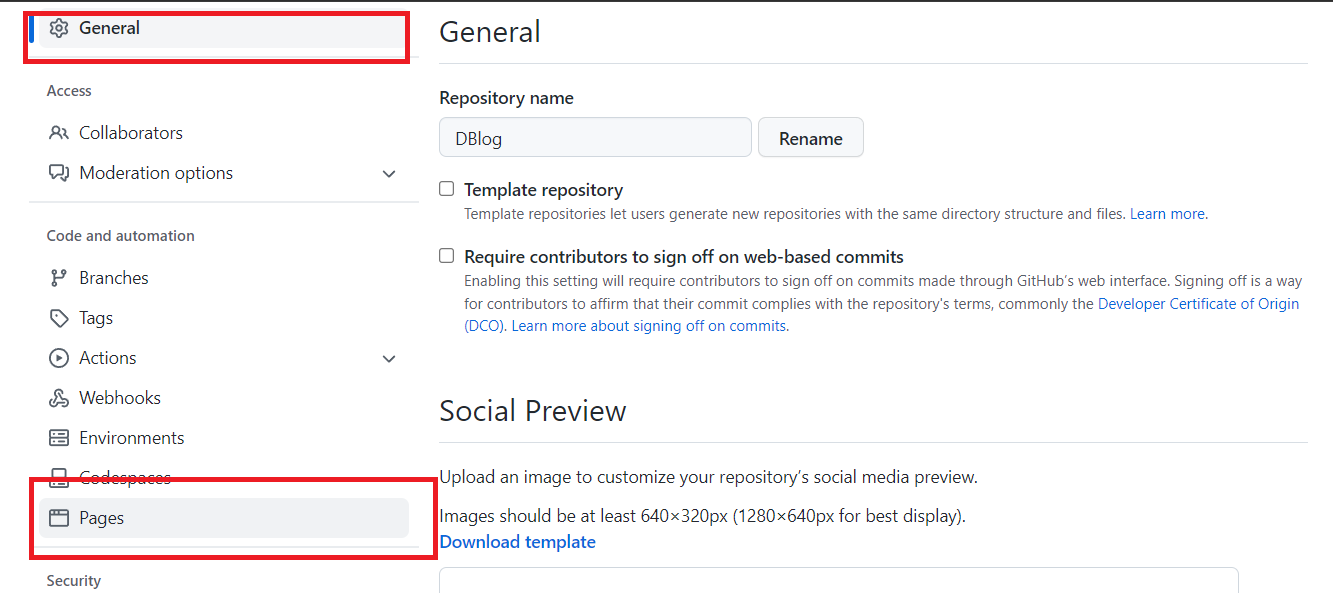 General
Access
Collaborators
Moderation options
Code and automation
Branches
Tags
Actions
Webhooks
Environments
Codespaces
Pages
Security
General
Repository name
DBlog
Rename
Template repository
Template repositories let users generate new repositories with the same directory structure and files. Learn more.
Require contributors to sign off on web-based commits
Enabling this setting will require contributors to sign off on commits made through GitHub's web interface. Signing off is a way
for contributors to affirm that their commit complies with the repository's terms, commonly the Developer Certificate of Origin
(DCO). Learn more about signing off on commits.
Social Preview
Upload an image to customize your repository's social media preview.
Images should be at least 640×320px (1280×640px for best display).
Download template